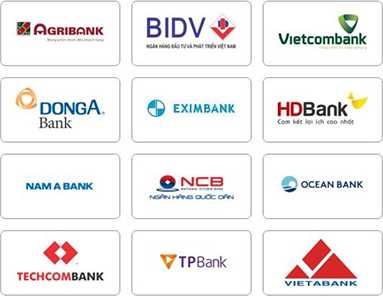 AGRIBANK
Mang phồn thịnh đến khách hàng
BIDV
NGÂN HÀNG ĐẦU TƯ VÀ PHÁT TRIỂN VIỆT NAM
Vietcombank
DONGA
Bank
EXIMBANK
HDBank
Cam kết lợi ích cao nhất
NAM A BANK
NCB
NATIONAL CITIZEN BANK
NGÂN HÀNG QUỐC DÂN
OCEAN BANK
TECHCOMBANK
TPBank
VIETABANK